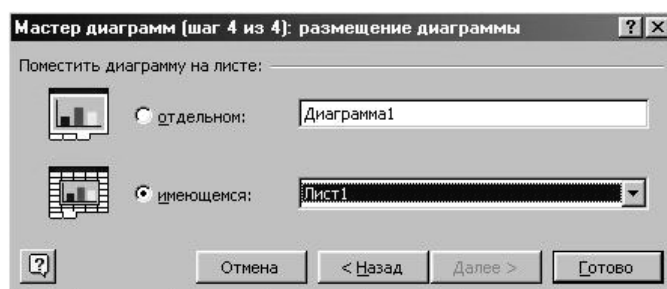 Мастер диаграмм (шаг 4 из 4): размещение диаграммы
Поместить диаграмму на листе:
отдельном: Диаграмма1
имеющемся: Лист1
Отмена < Назад Далее > Готово